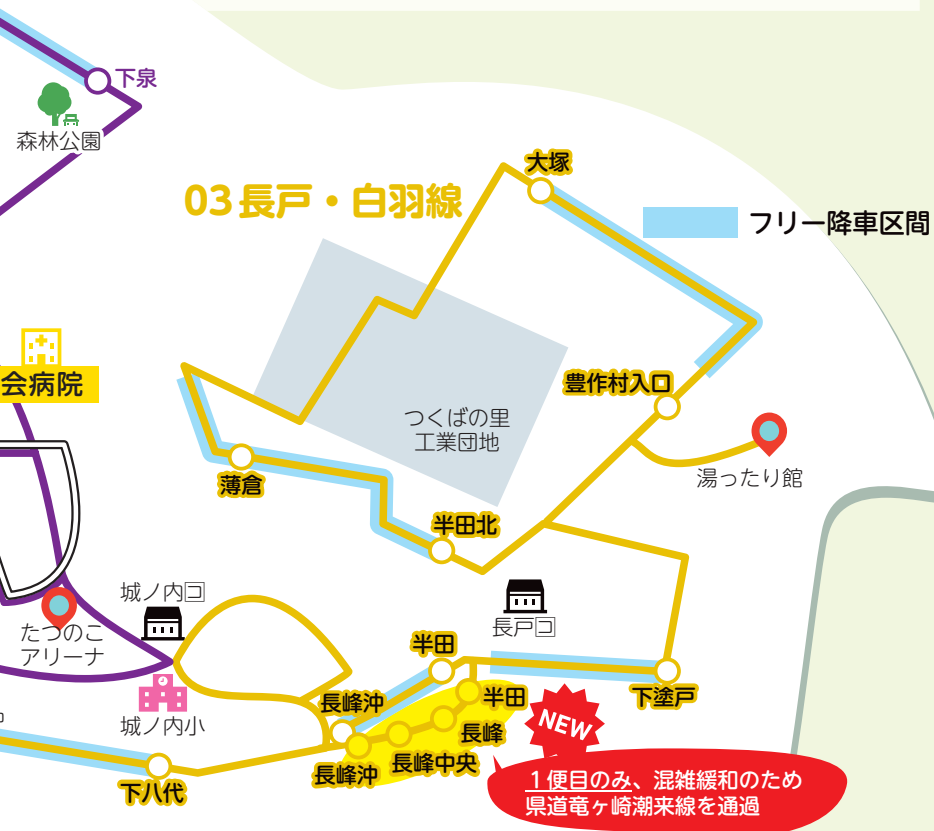 下泉
森林公園
大塚
03 長戸・白羽線
フリー降車区間
会病院
豊作村入口
つくばの里
工業団地
湯ったり館
薄倉
半田北
城ノ内コ
長戸コ
たつのこ
アリーナ
半田
下塗戸
半田
長峰沖
NEW
城ノ内小
長峰
長峰中央
長峰沖
下八代
1便目のみ、混雑緩和のため
県道竜ヶ崎潮来線を通過